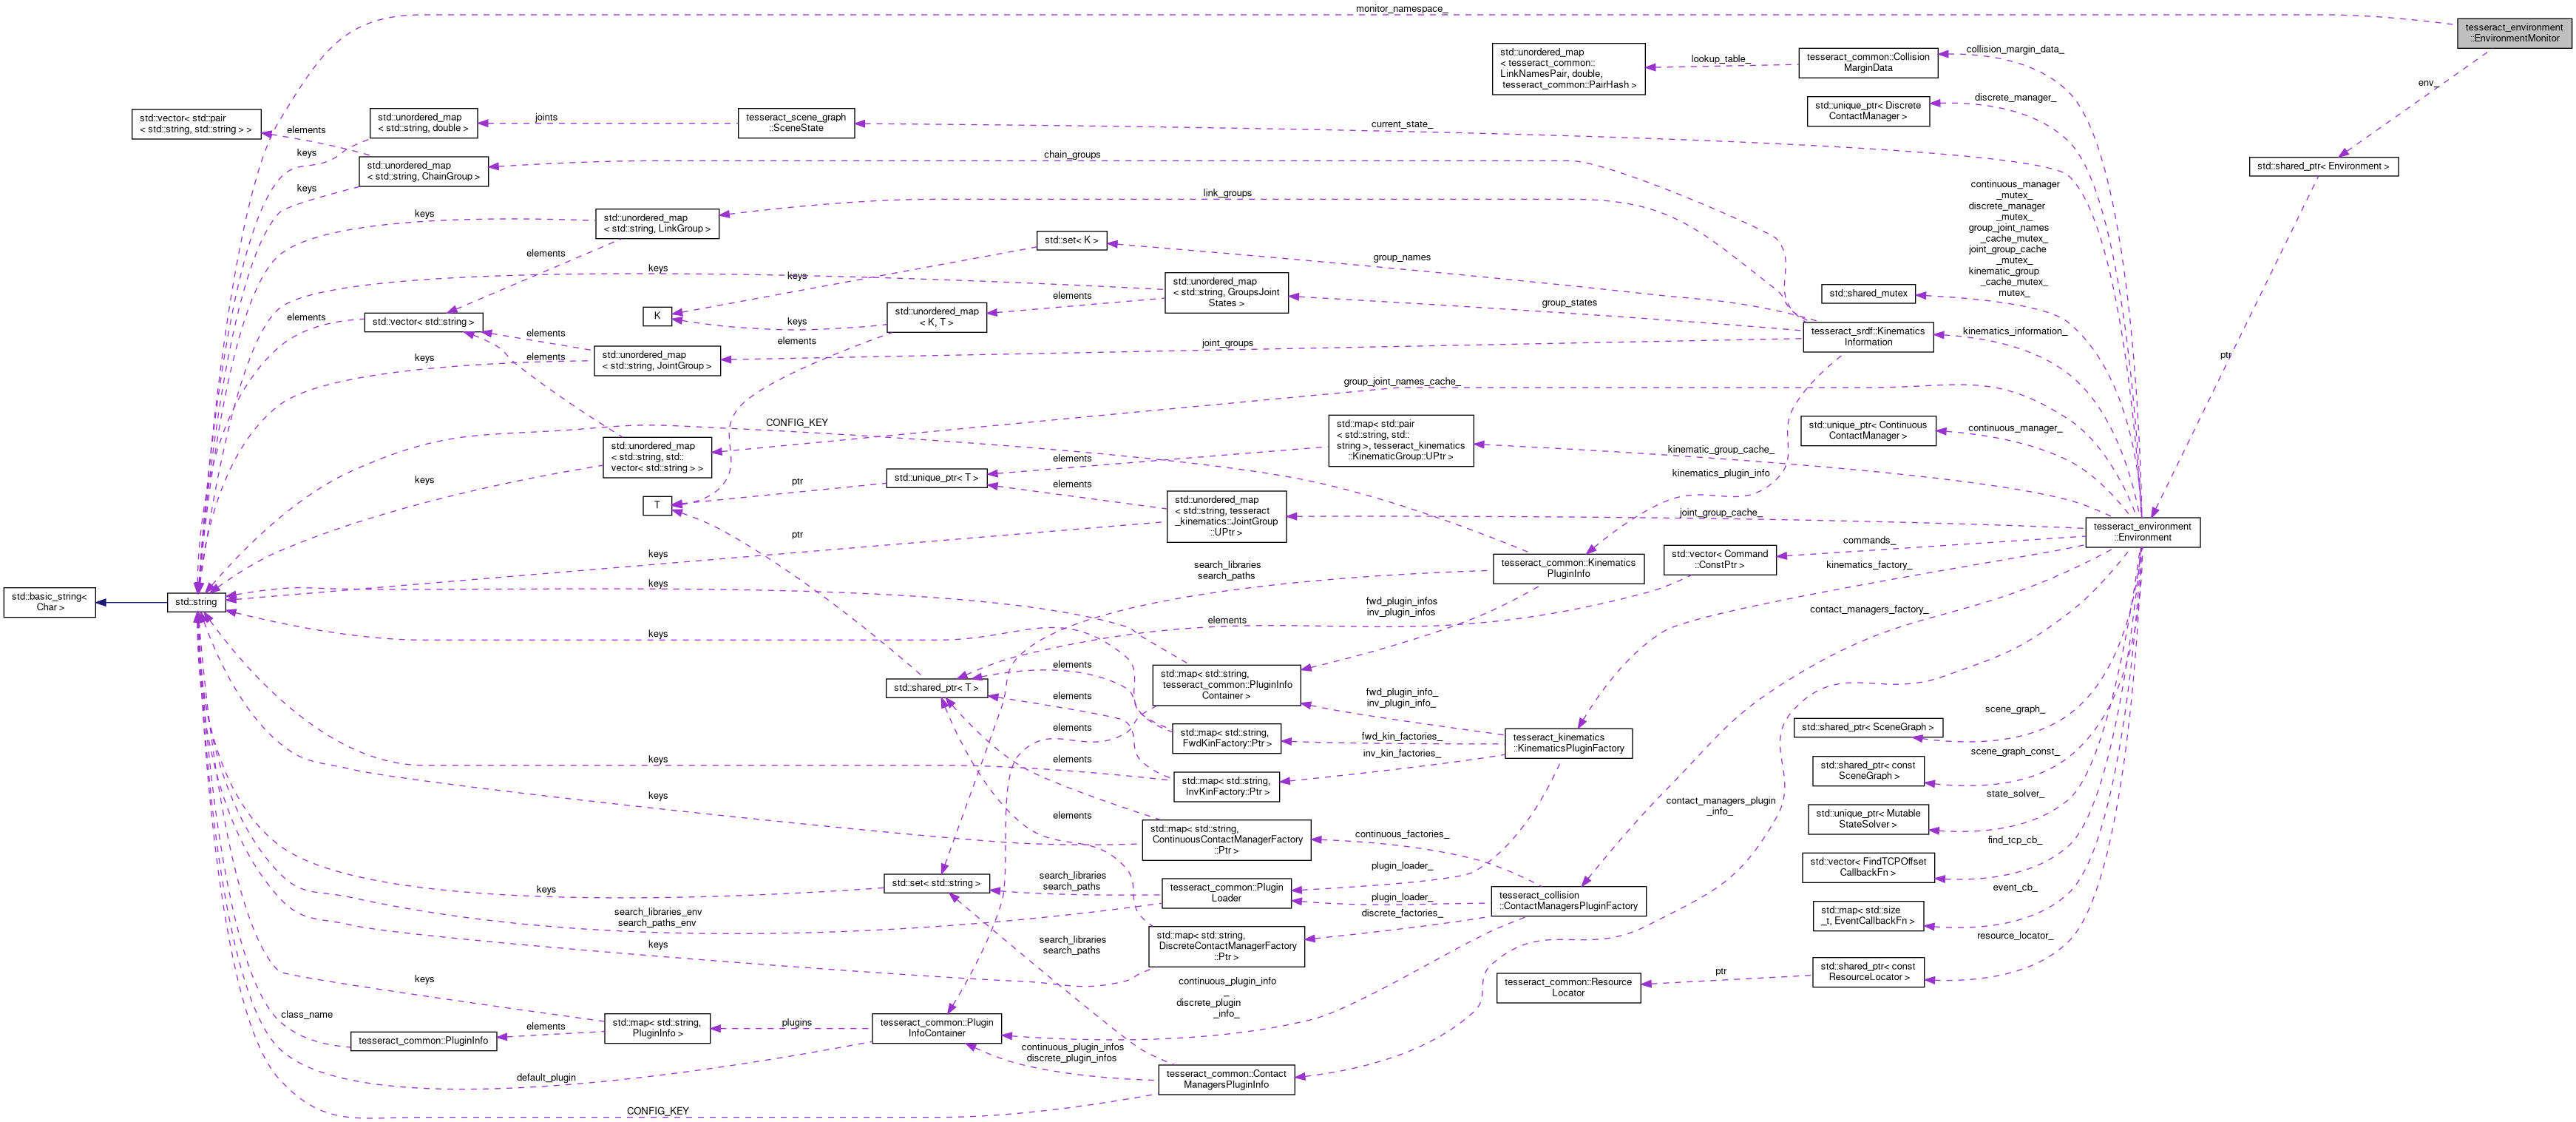 monitor_namespace_
tesseract_environment
::EnvironmentMonitor
std::unordered_map
< tesseract_common::
LinkNamesPair, double,
tesseract_common::PairHash >
lookup_table_
tesseract_common::Collision
MarginData
collision_margin_data_
env_
std::unique_ptr< Discrete
ContactManager >
discrete_manager_
std::vector< std::pair
< std::string, std::string > >
elements
std::unordered_map
< std::string, double >
joints
tesseract_scene_graph
::SceneState
current_state_
keys
std::unordered_map
< std::string, ChainGroup >
chain_groups
std::shared_ptr< Environment >
keys
link_groups
continuous_manager
_mutex_
discrete_manager
_mutex_
group_joint_names
_cache_mutex_
joint_group_cache
_mutex_
kinematic_group
_cache_mutex_
mutex_
keys
std::unordered_map
< std::string, LinkGroup >
std::set< K >
group_names
elements
keys
keys
std::unordered_map
< std::string, GroupsJoint
States >
elements
group_states
std::shared_mutex
elements
std::vector< std::string >
K
keys
std::unordered_map
< K, T >
elements
tesseract_srdf::Kinematics
Information
kinematics_information_
elements
joint_groups
ptr
keys
elements
std::unordered_map
< std::string, JointGroup >
group_joint_names_cache_
CONFIG_KEY
std::map< std::pair
< std::string, std::
string >, tesseract_kinematics
::KinematicGroup::UPtr >
std::unique_ptr< Continuous
ContactManager >
continuous_manager_
std::unordered_map
< std::string, std::
vector< std::string > >
kinematic_group_cache_
elements
kinematics_plugin_info
keys
ptr
std::unique_ptr< T >
elements
T
std::unordered_map
< std::string, tesseract
_kinematics::JointGroup
::UPtr >
joint_group_cache_
tesseract_environment
::Environment
ptr
commands_
keys
search_libraries
search_paths
tesseract_common::Kinematics
PluginInfo
std::vector< Command
::ConstPtr >
kinematics_factory_
std::basic_string<
Char >
std::string
keys
fwd_plugin_infos
inv_plugin_infos
contact_managers_factory_
elements
keys
elements
std::map< std::string,
tesseract_common::PluginInfo
Container >
std::shared_ptr< T >
elements
fwd_plugin_info_
inv_plugin_info_
scene_graph_
std::shared_ptr< SceneGraph >
elements
std::map< std::string,
FwdKinFactory::Ptr >
fwd_kin_factories_
tesseract_kinematics
::KinematicsPluginFactory
inv_kin_factories_
scene_graph_const_
keys
elements
std::map< std::string,
InvKinFactory::Ptr >
std::shared_ptr< const
SceneGraph >
keys
contact_managers_plugin
_info_
state_solver_
elements
std::map< std::string,
ContinuousContactManagerFactory
::Ptr >
continuous_factories_
std::unique_ptr< Mutable
StateSolver >
find_tcp_cb_
plugin_loader_
std::vector< FindTCPOffset
CallbackFn >
keys
std::set< std::string >
search_libraries
search_paths
tesseract_common::Plugin
Loader
plugin_loader_
tesseract_collision
::ContactManagersPluginFactory
event_cb_
search_libraries_env
search_paths_env
discrete_factories_
std::map< std::size
_t, EventCallbackFn >
keys
search_libraries
search_paths
std::map< std::string,
DiscreteContactManagerFactory
::Ptr >
resource_locator_
keys
continuous_plugin_info
_
discrete_plugin
_info_
tesseract_common::Resource
Locator
ptr
std::shared_ptr< const
ResourceLocator >
class_name
tesseract_common::PluginInfo
elements
std::map< std::string,
PluginInfo >
plugins
tesseract_common::Plugin
InfoContainer
continuous_plugin_infos
discrete_plugin_infos
default_plugin
tesseract_common::Contact
ManagersPluginInfo
CONFIG_KEY